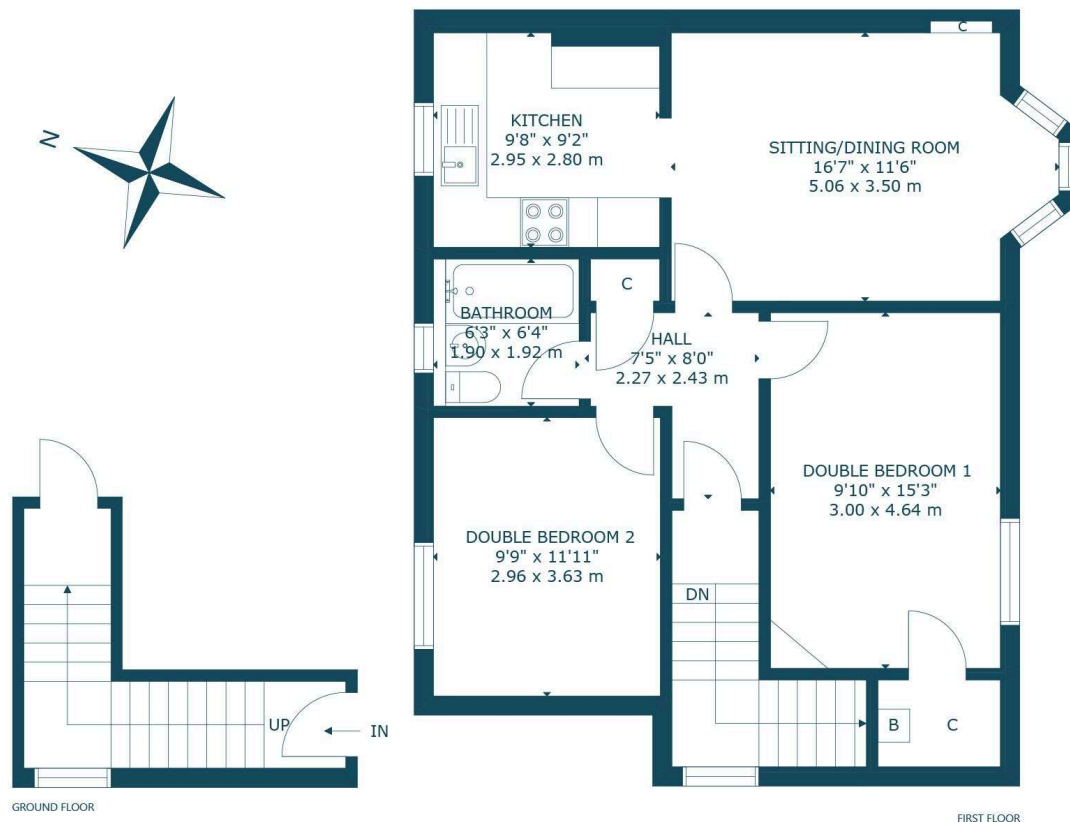 C
KITCHEN
9'8" x 9'2"
2.95 x 2.80 m
SITTING/DINING ROOM
16'7" x 11'6"
5.06 x 3.50 m
N
C
BATHROOM
6'3" x 6'4"
1.90 x 1.92 m
HALL
7'5" x 8'0"
2.27 x 2.43 m
DOUBLE BEDROOM 1
9'10" x 15'3"
3.00 x 4.64 m
DOUBLE BEDROOM 2
9'9" x 11'11"
2.96 x 3.63 m
DN
UP
IN
B
C
GROUND FLOOR
FIRST FLOOR